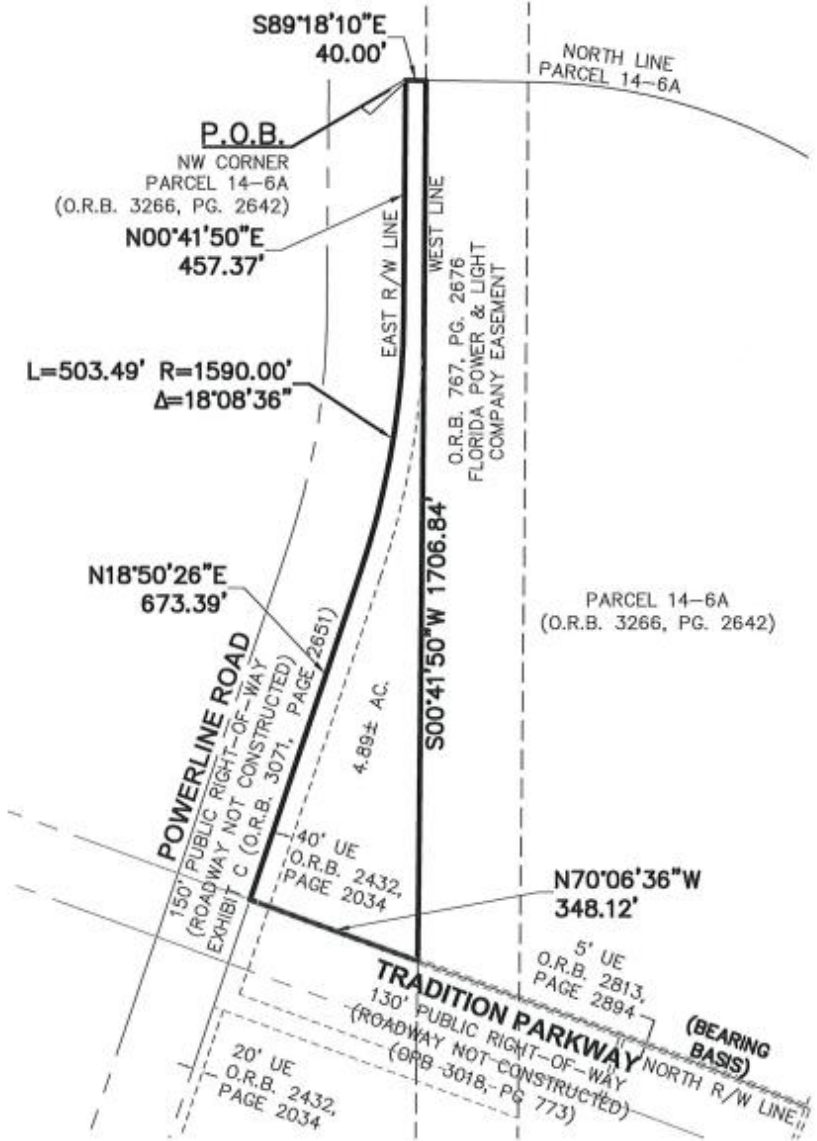 S89°18'10"E
40.00'
NORTH LINE
PARCEL 14-6A
P.O.B.
NW CORNER
PARCEL 14-6A
(O.R.B. 3266, PG. 2642)
N00°41'50"E
457.37'
EAST R/W LINE
WEST LINE
O.R.B. 767, PG. 2676
FLORIDA POWER & LIGHT
COMPANY EASEMENT
L=503.49' R=1590.00'
Δ=18°08'36"
S00°41'50"W 1706.84'
N18°50'26"E
673.39'
PARCEL 14-6A
(O.R.B. 3266, PG. 2642)
4.89± AC.
POWERLINE ROAD
150' PUBLIC RIGHT-OF-WAY
(ROADWAY NOT CONSTRUCTED)
EXHIBIT C (O.R.B. 3071, PAGE 2651)
40' UE
O.R.B. 2432,
PAGE 2034
N70°06'36"W
348.12'
5' UE
O.R.B. 2813,
PAGE 2894
TRADITION PARKWAY
130' PUBLIC RIGHT-OF-WAY
(ROADWAY NOT CONSTRUCTED)
(OPB 3018, PG 773)
(BEARING
BASIS)
NORTH R/W LINE
20' UE
O.R.B. 2432,
PAGE 2034